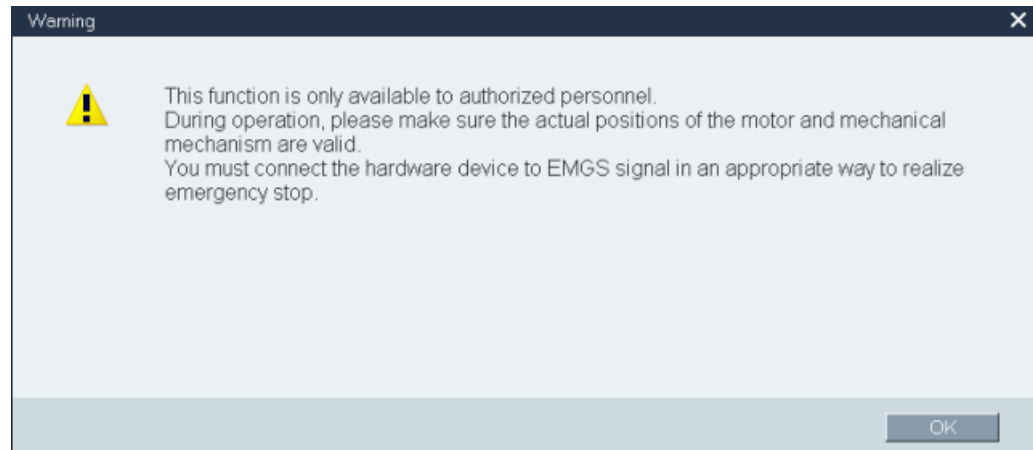 Warning
This function is only available to authorized personnel.
During operation, please make sure the actual positions of the motor and mechanical
mechanism are valid.
You must connect the hardware device to EMGS signal in an appropriate way to realize
emergency stop.
OK